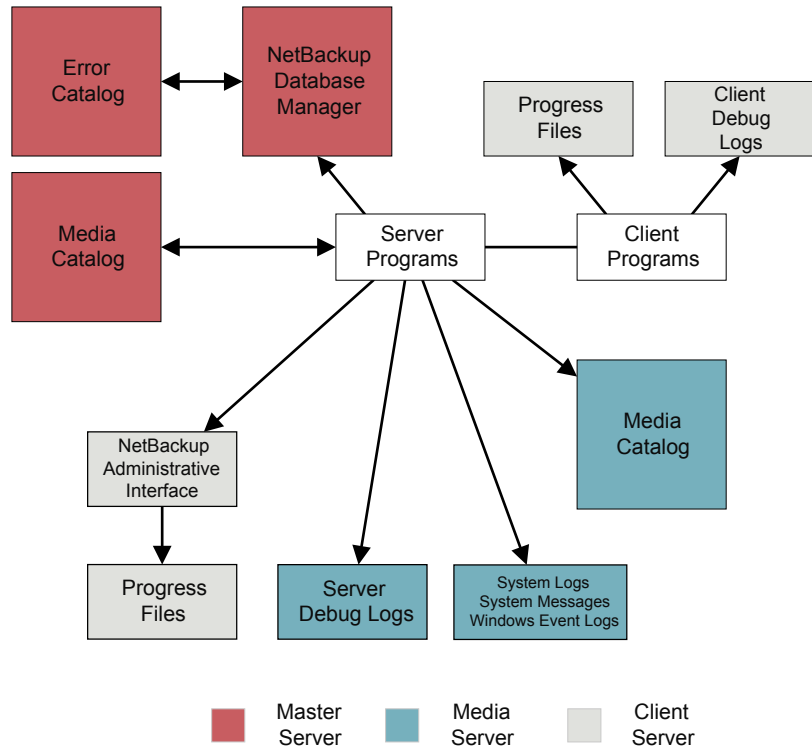 Error
Catalog
NetBackup
Database
Manager
Progress
Files
Client
Debug
Logs
Media
Catalog
Server
Programs
Client
Programs
Media
Catalog
NetBackup
Administrative
Interface
Progress
Files
Server
Debug Logs
System Logs
System Messages
Windows Event Logs
Master
Server
Media
Server
Client
Server